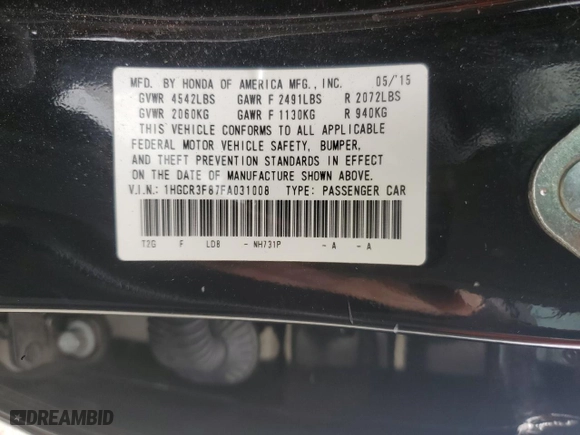 MFD. BY HONDA OF AMERICA MFG., INC. 05/'15
GVWR 4542LBS GAWR F 2491LBS R 2072LBS
GVWR 2060KG GAWR F 1130KG R 940KG
THIS VEHICLE CONFORMS TO ALL APPLICABLE
FEDERAL MOTOR VEHICLE SAFETY, BUMPER,
AND THEFT PREVENTION STANDARDS IN EFFECT
ON THE DATE OF MANUFACTURE SHOWN ABOVE.
V.I.N.: 1HGCR3F87FA031008 TYPE: PASSENGER CAR
T2G F LD8 - NH731P - A - A
DREAMBID